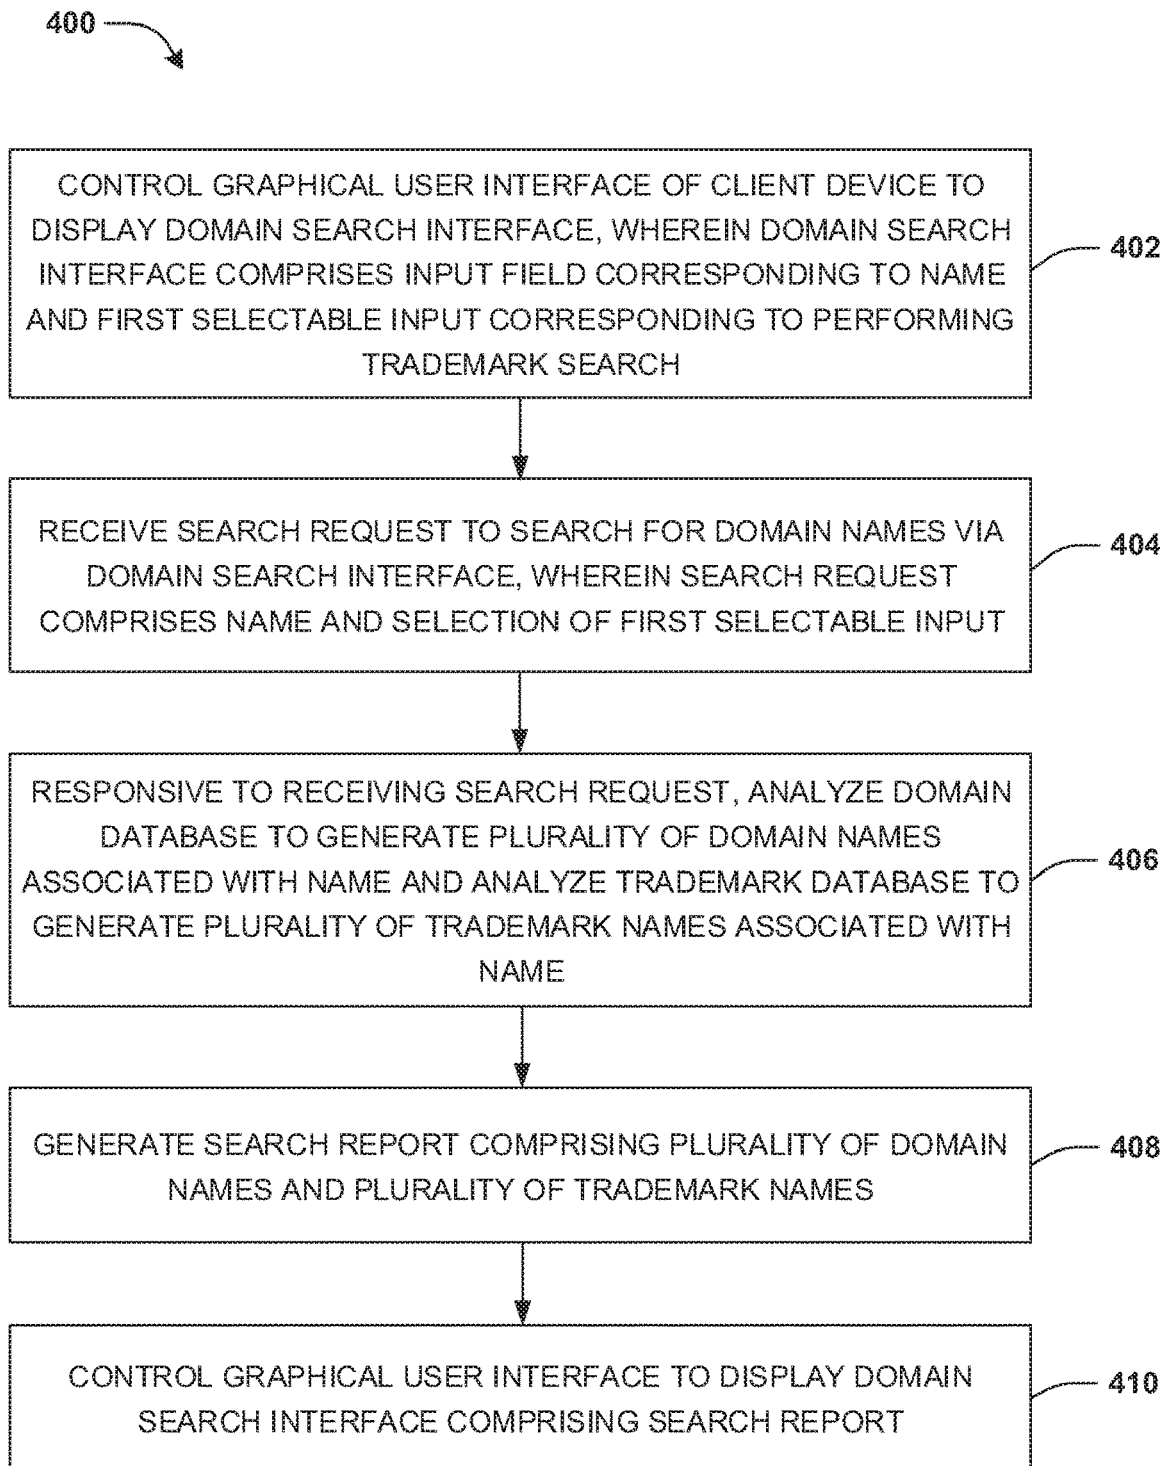 400
CONTROL GRAPHICAL USER INTERFACE OF CLIENT DEVICE TO
DISPLAY DOMAIN SEARCH INTERFACE, WHEREIN DOMAIN SEARCH
INTERFACE COMPRISES INPUT FIELD CORRESPONDING TO NAME
AND FIRST SELECTABLE INPUT CORRESPONDING TO PERFORMING
TRADEMARK SEARCH
402
RECEIVE SEARCH REQUEST TO SEARCH FOR DOMAIN NAMES VIA
DOMAIN SEARCH INTERFACE, WHEREIN SEARCH REQUEST
COMPRISES NAME AND SELECTION OF FIRST SELECTABLE INPUT
404
RESPONSIVE TO RECEIVING SEARCH REQUEST, ANALYZE DOMAIN
DATABASE TO GENERATE PLURALITY OF DOMAIN NAMES
ASSOCIATED WITH NAME AND ANALYZE TRADEMARK DATABASE TO
GENERATE PLURALITY OF TRADEMARK NAMES ASSOCIATED WITH
NAME
406
GENERATE SEARCH REPORT COMPRISING PLURALITY OF DOMAIN
NAMES AND PLURALITY OF TRADEMARK NAMES
408
CONTROL GRAPHICAL USER INTERFACE TO DISPLAY DOMAIN
SEARCH INTERFACE COMPRISING SEARCH REPORT
410